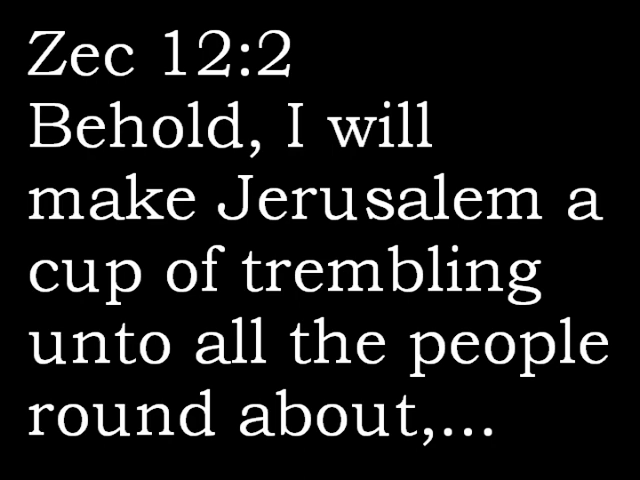 Zec 12:2
Behold, I will
make Jerusalem a
cup of trembling
unto all the people
round about,...